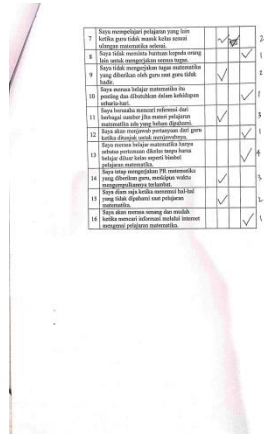 7 Saya mempelajari pelajaran yang lain
ketika guru tidak masuk kelas sesuai
ulangan matematika selesai. 2
8 Saya tidak meminta bantuan kepada orang
lain untuk mengerjakan semua tugas. 1
9 Saya tidak mengerjakan tugas matematika
yang diberikan oleh guru saat guru tidak
hadir. 2
10 Saya merasa belajar matematika itu
penting dan dibutuhkan dalam kehidupan
sehari-hari. 1
11 Saya berusaha mencari referensi dari
berbagai sumber jika materi pelajaran
matematika ada yang belum dipahami. 3
12 Saya akan menjawab pertanyaan dari guru
ketika ditunjuk untuk menjawabnya. 1
13 Saya merasa belajar matematika hanya
sebatas pertemuan dikelas tanpa harus
belajar diluar kelas seperti bimbel
pelajaran matematika. 4
14 Saya tetap mengerjakan PR matematika
yang diberikan guru, meskipun waktu
mengumpulkannya terlambat. 3
15 Saya diam saja ketika menemui hal-hal
yang tidak dipahami saat pelajaran
matematika. 2
16 Saya akan merasa senang dan mudah
ketika mencari informasi melalui internet
mengenai pelajaran matematika. 1